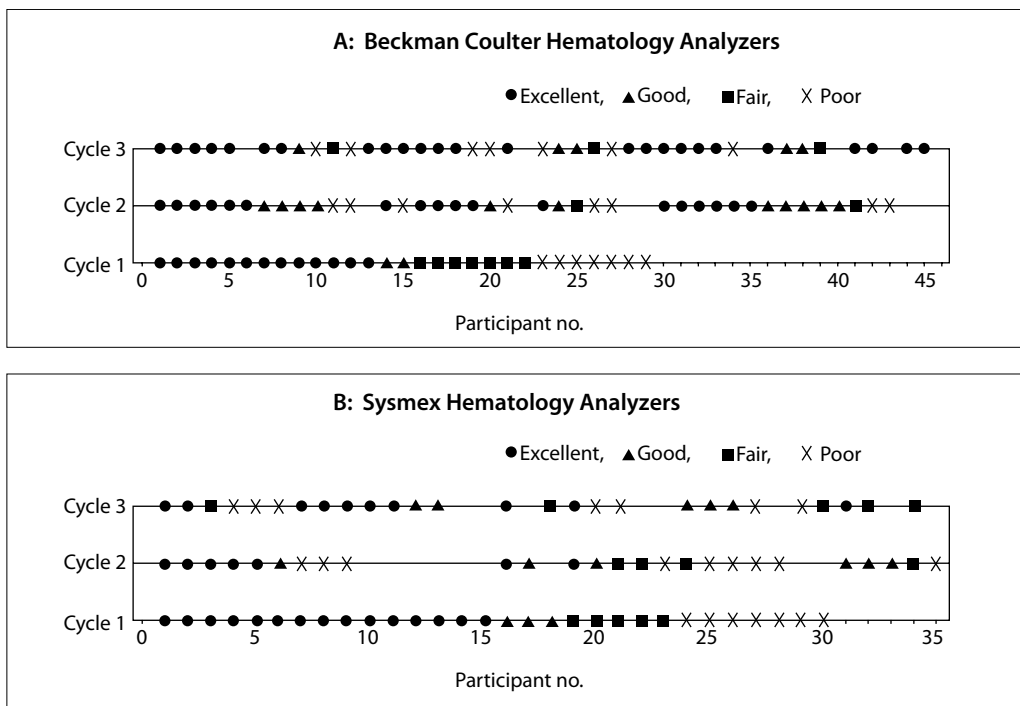 A: Beckman Coulter Hematology Analyzers
Excellent, Good, Fair, Poor
Cycle 3
Cycle 2
Cycle 1
0 5 10 15 20 25 30 35 40 45
Participant no.
B: Sysmex Hematology Analyzers
Excellent, Good, Fair, Poor
Cycle 3
Cycle 2
Cycle 1
0 5 10 15 20 25 30 35
Participant no.